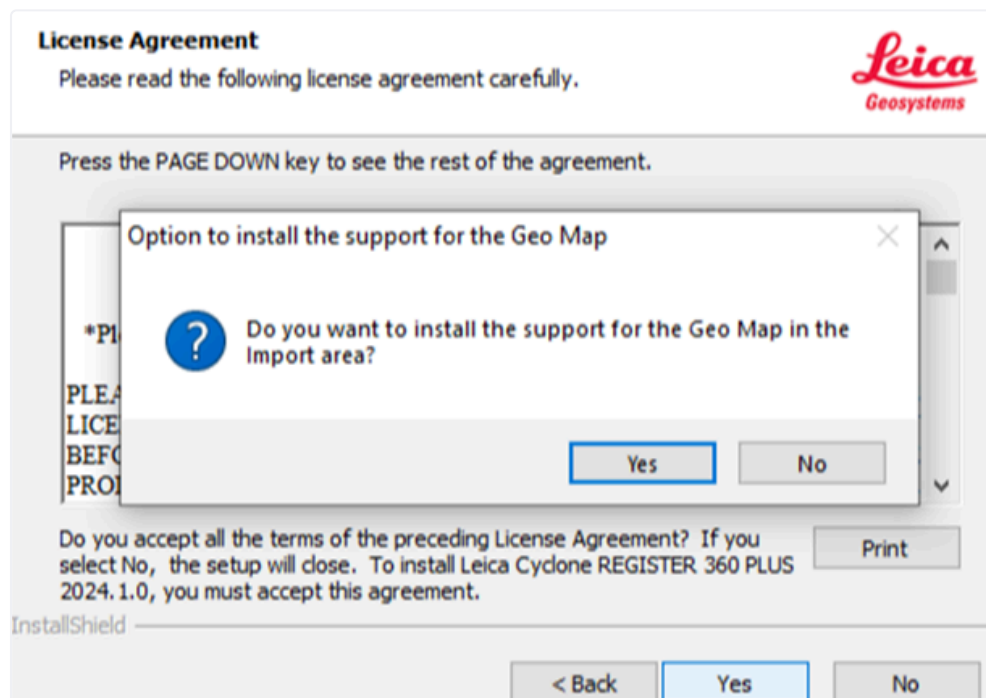 License Agreement
Please read the following license agreement carefully.
Leica
Geosystems
Press the PAGE DOWN key to see the rest of the agreement.
Option to install the support for the Geo Map
Do you want to install the support for the Geo Map in the
Import area?
Yes No
Do you accept all the terms of the preceding License Agreement? If you
select No, the setup will close. To install Leica Cyclone REGISTER 360 PLUS
2024.1.0, you must accept this agreement.
Print
InstallShield
< Back Yes No